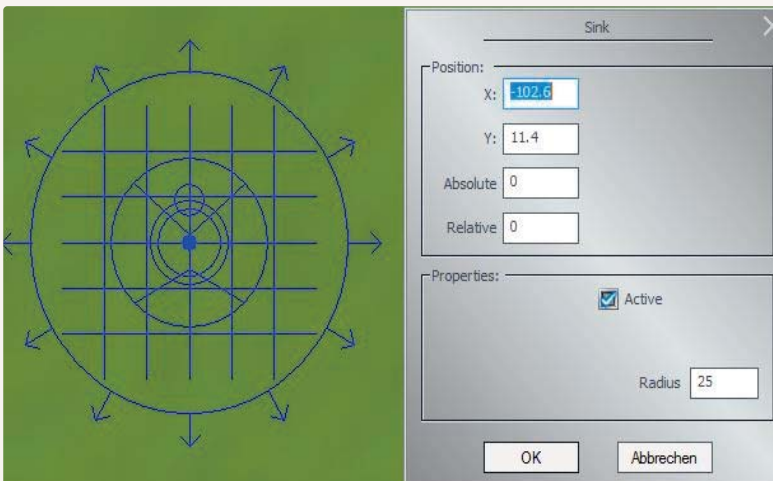 Sink
Position:
X: -102.6
Y: 11.4
Absolute 0
Relative 0
Properties:
Active
Radius 25
OK Abbrechen